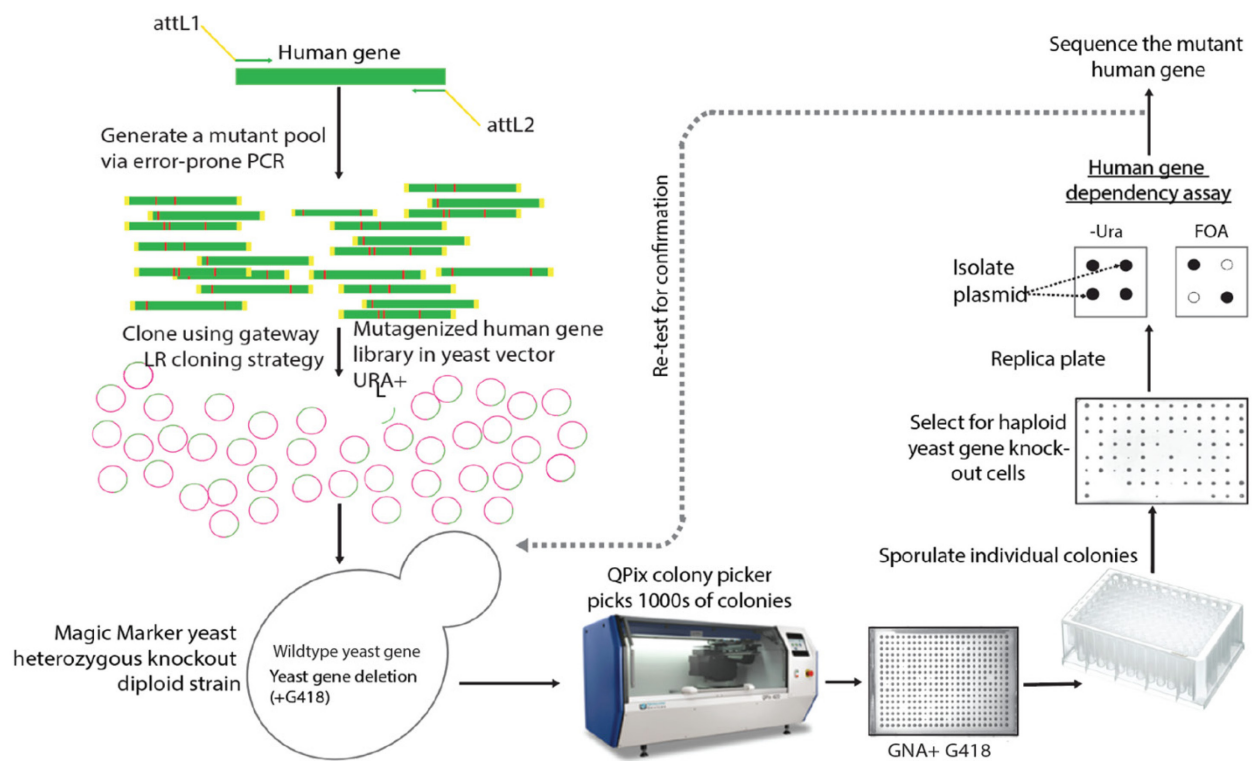 attL1
Human gene
attL2
Generate a mutant pool
via error-prone PCR
Clone using gateway
LR cloning strategy
Mutagenized human gene
library in yeast vector
URA+
L
Magic Marker yeast
heterozygous knockout
diploid strain
Wildtype yeast gene
Yeast gene deletion
(+G418)
QPix colony picker
picks 1000s of colonies
GNA+ G418
Sporulate individual colonies
Select for haploid
yeast gene knock-
out cells
Replica plate
Isolate
plasmid
-Ura
FOA
Human gene
dependency assay
Sequence the mutant
human gene
Re-test for confirmation